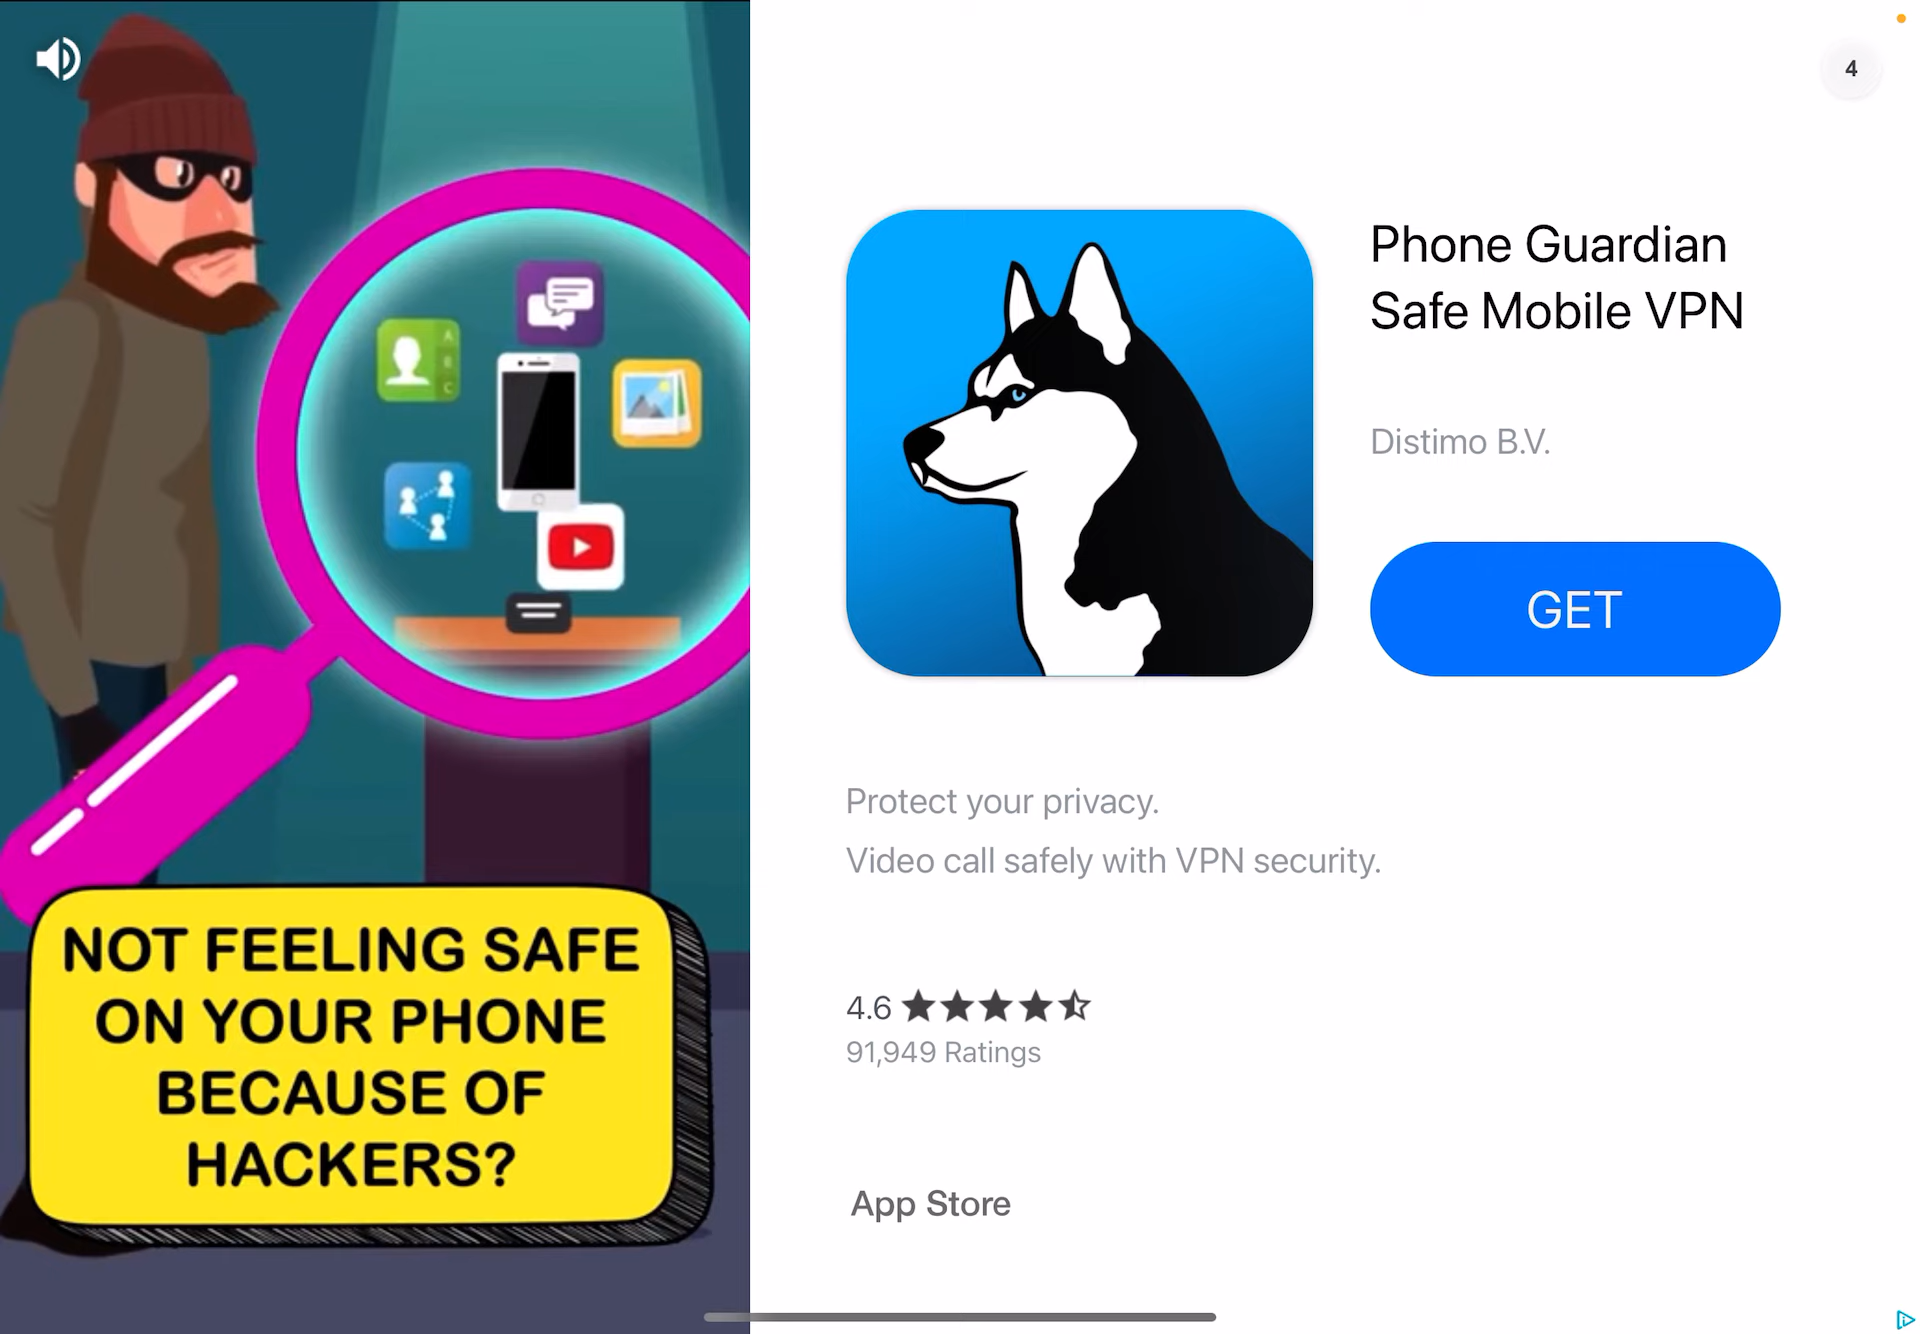 NOT FEELING SAFE
ON YOUR PHONE
BECAUSE OF
HACKERS?
4
Phone Guardian
Safe Mobile VPN
Distimo B.V.
GET
Protect your privacy.
Video call safely with VPN security.
4.6
91,949 Ratings
App Store
A
B
C